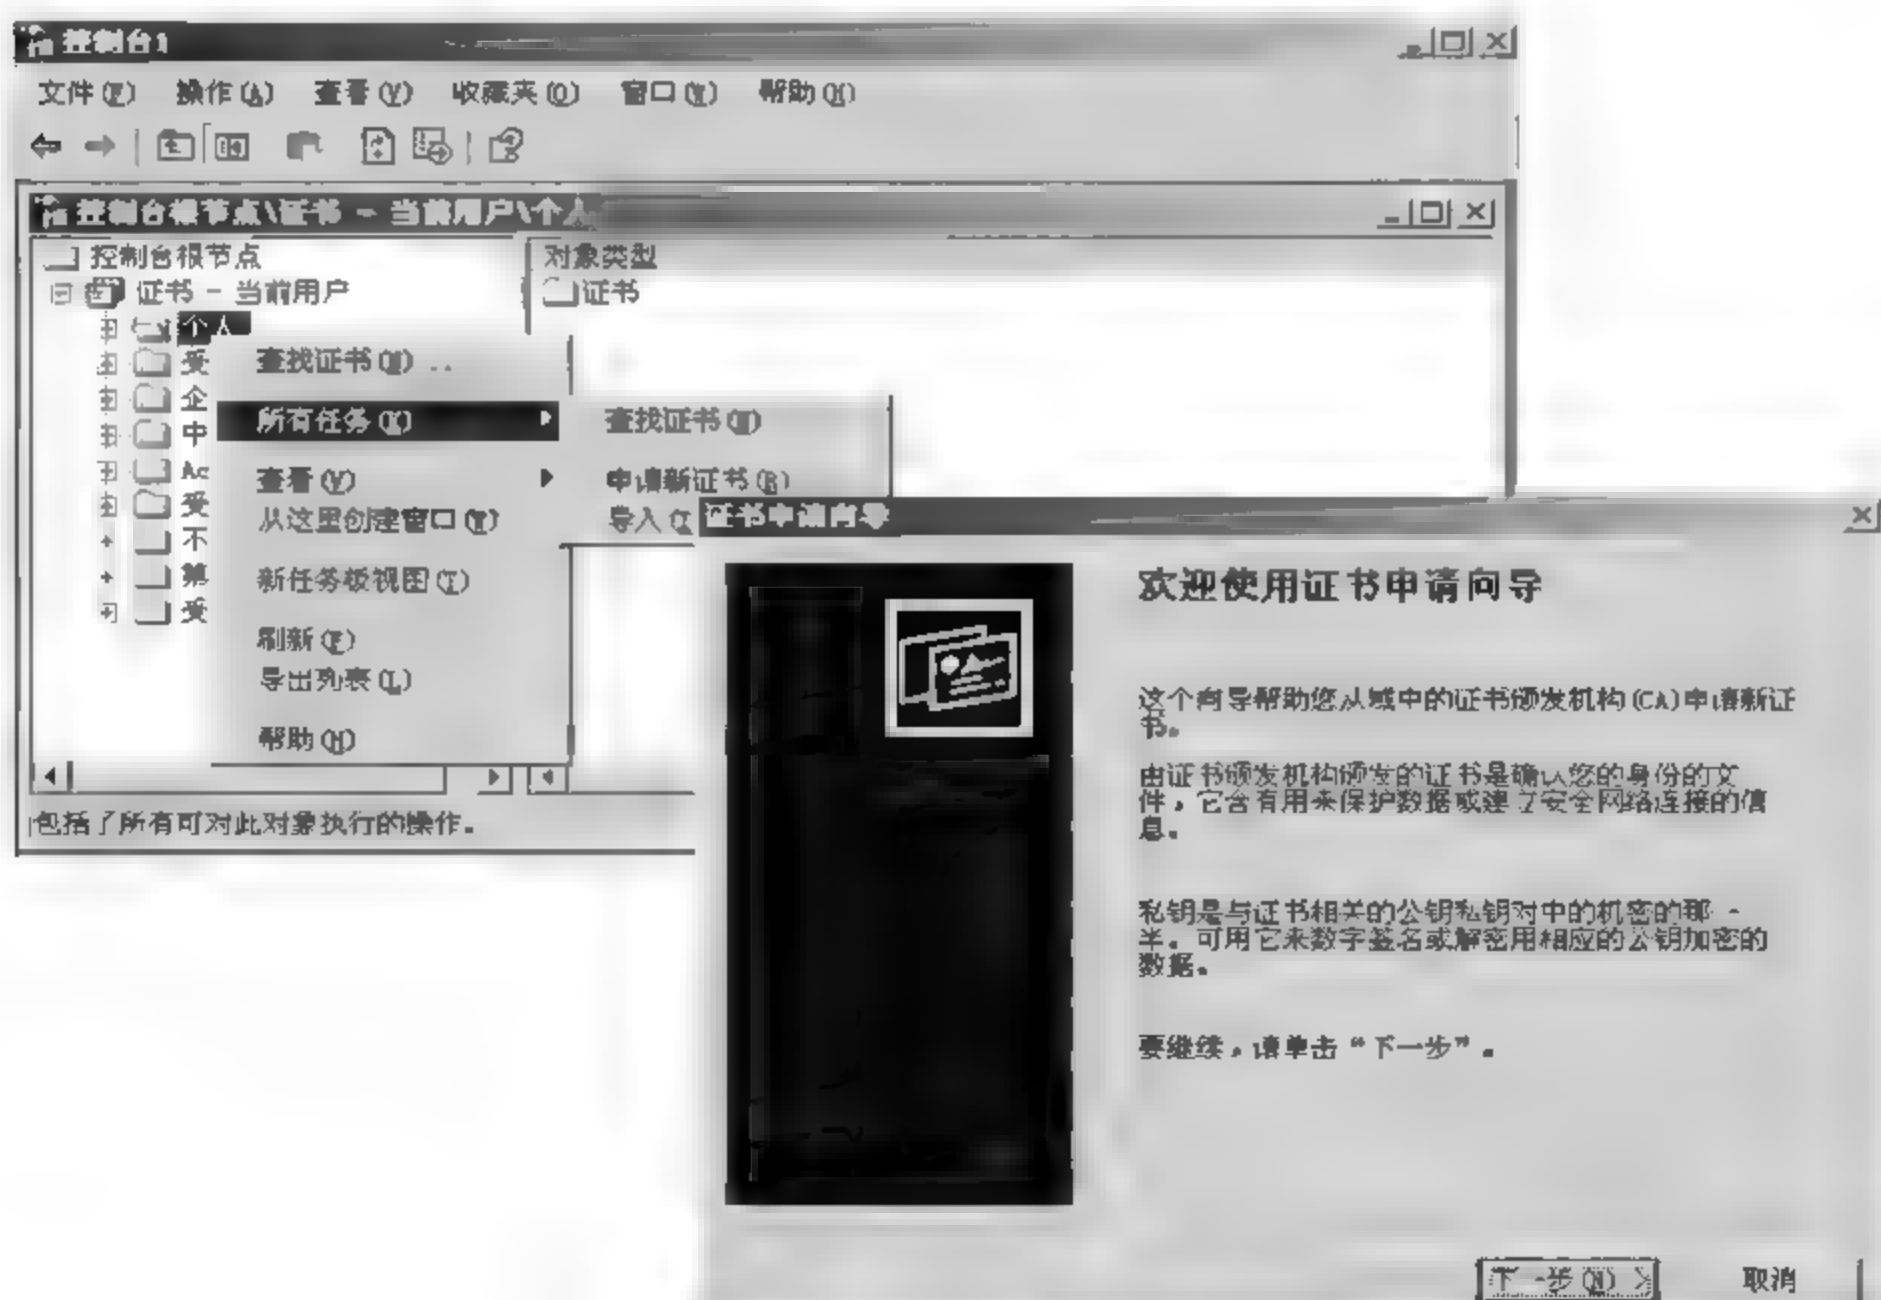 控制台1
文件(F) 操作(A) 查看(V) 收藏夹(O) 窗口(W) 帮助(H)
控制台根节点\证书 - 当前用户\个人
控制台根节点
对象类型
证书 - 当前用户
证书
个人
受
查找证书(N)..
企
所有任务(K)
查找证书(N)
中
Ac
查看(V)
申请新证书(R)
受
从这里创建窗口(W)
导入(I
不
第
新任务板视图(T)
受
刷新(F)
导出列表(L)
帮助(H)
包括了所有可对此对象执行的操作。
证书申请向导
欢迎使用证书申请向导
这个向导帮助您从域中的证书颁发机构(CA)申请新证
书。
由证书颁发机构颁发的证书是确认您的身份的文
件，它含有用来保护数据或建立安全网络连接的信
息。
私钥是与证书相关的公钥私钥对中的机密的那一
半。可用它来数字签名或解密用相应的公钥加密的
数据。
要继续，请单击“下一步”。
下一步(N) >
取消